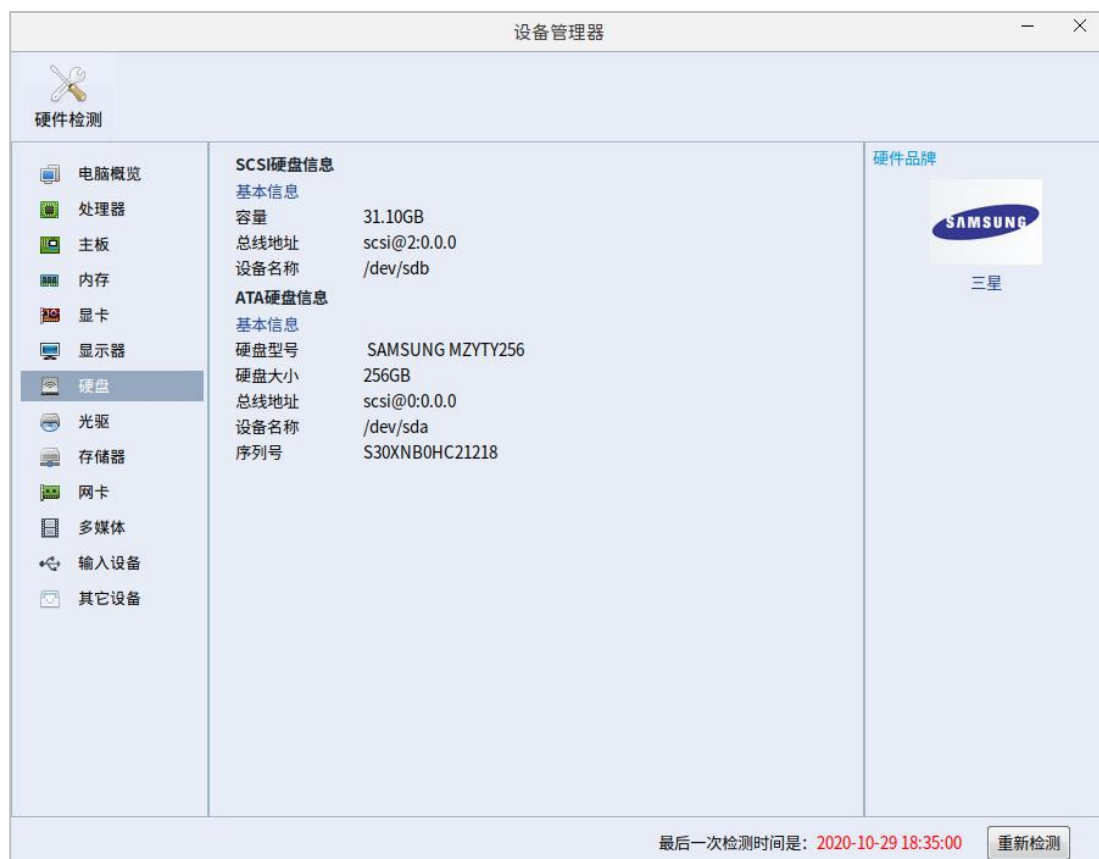 设备管理器
硬件检测
电脑概览
处理器
主板
内存
显卡
显示器
硬盘
光驱
存储器
网卡
多媒体
输入设备
其它设备
SCSI硬盘信息
基本信息
容量 31.10GB
总线地址 scsi@2:0.0.0
设备名称 /dev/sdb
ATA硬盘信息
基本信息
硬盘型号 SAMSUNG MZYTY256
硬盘大小 256GB
总线地址 scsi@0:0.0.0
设备名称 /dev/sda
序列号 S30XNB0HC21218
硬件品牌
SAMSUNG
三星
最后一次检测时间是：2020-10-29 18:35:00 重新检测